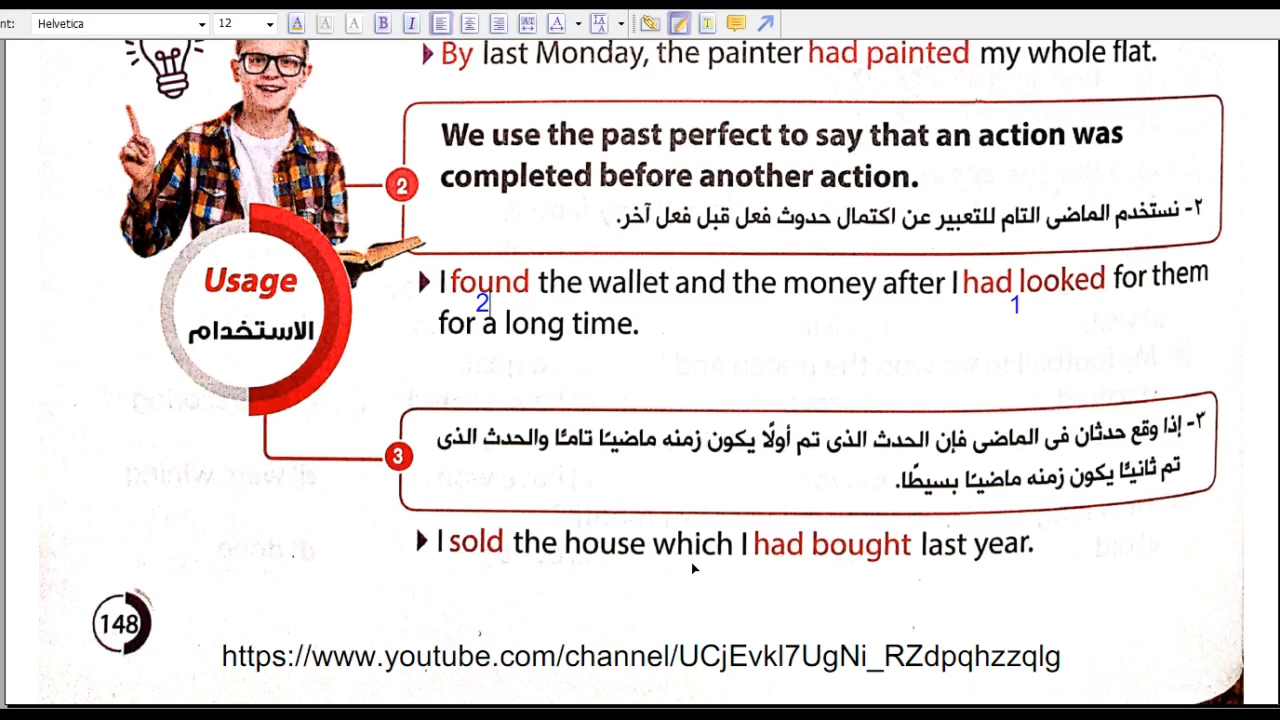 nt: Helvetica 12
By last Monday, the painter had painted my whole flat.
2
We use the past perfect to say that an action was
completed before another action.
٢- نستخدم الماضى التام للتعبير عن اكتمال حدوث فعل قبل فعل آخر.
Usage
الاستخدام
I found the wallet and the money after I had looked for them
2 1
for a long time.
3
٣- إذا وقع حدثان فى الماضى فإن الحدث الذى تم أولًا يكون زمنه ماضيًا تامًا والحدث الذى
تم ثانيًا يكون زمنه ماضيًا بسيطًا.
I sold the house which I had bought last year.
148
https://www.youtube.com/channel/UCjEvkl7UgNi_RZdpqhzzqlg